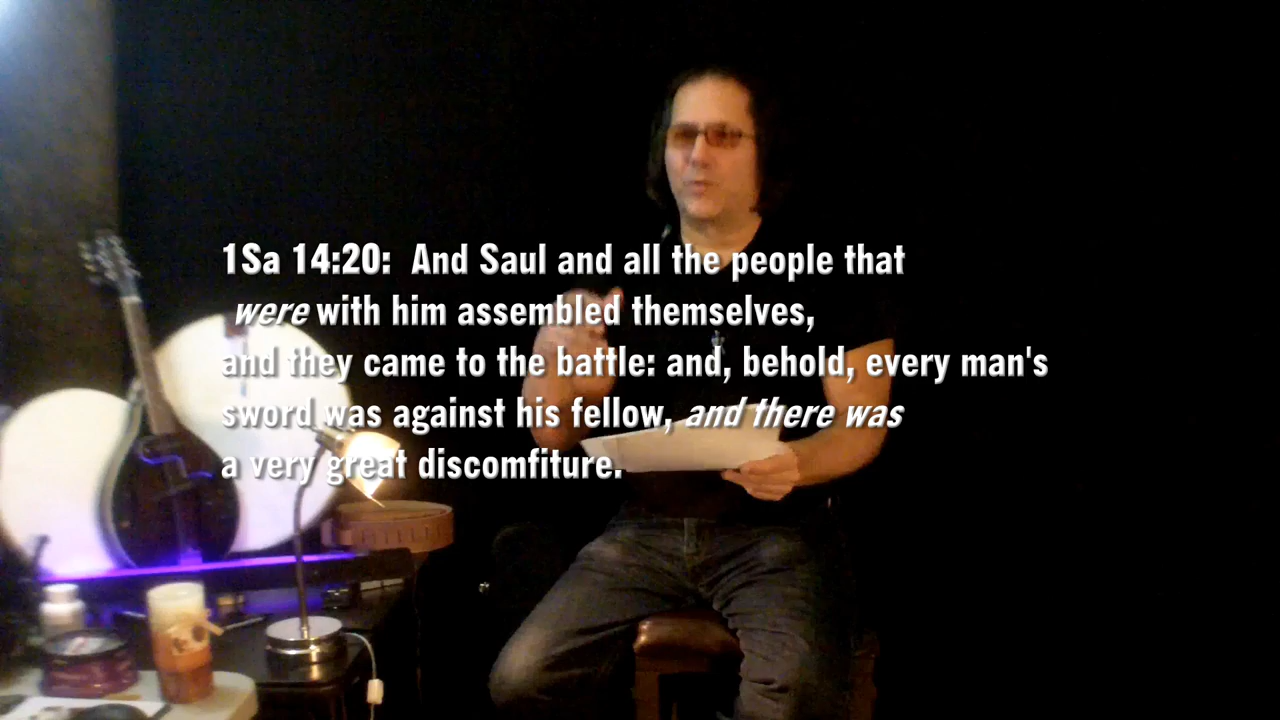 1Sa 14:20: And Saul and all the people that
were with him assembled themselves,
and they came to the battle: and, behold, every man's
sword was against his fellow, and there was
a very great discomfiture.